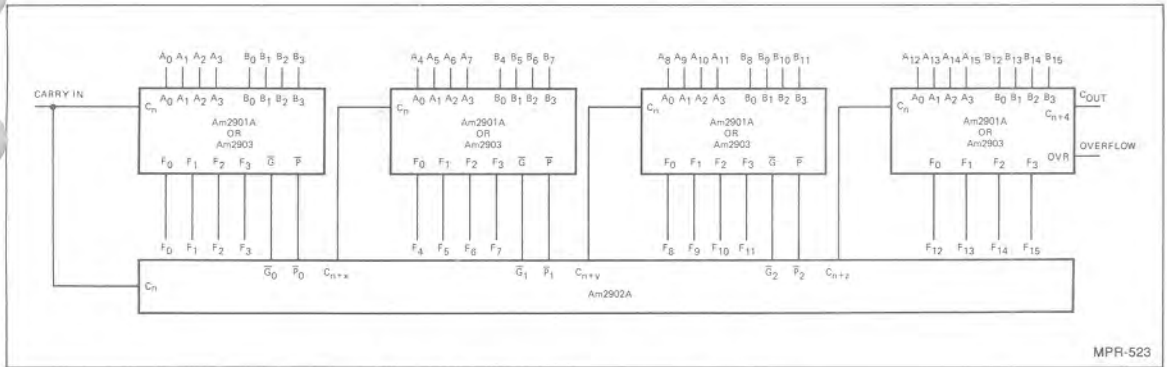 A0 A1 A2 A3 B0 B1 B2 B3 A4 A5 A6 A7 B4 B5 B6 B7 A8 A9 A10 A11 B8 B9 B10 B11 A12 A13 A14 A15 B12 B13 B14 B15
A0 A1 A2 A3 B0 B1 B2 B3 A0 A1 A2 A3 B0 B1 B2 B3 A0 A1 A2 A3 B0 B1 B2 B3 A0 A1 A2 A3 B0 B1 B2 B3
CARRY IN Cn Cn Cn Cn COUT
Am2901A Am2901A Am2901A Am2901A Cn+4
OR OR OR OR
Am2903 Am2903 Am2903 Am2903 OVERFLOW
OVR
F0 F1 F2 F3 G̅ P̅ F0 F1 F2 F3 G̅ P̅ F0 F1 F2 F3 G̅ P̅ F0 F1 F2 F3
F0 F1 F2 F3 F4 F5 F6 F7 F8 F9 F10 F11 F12 F13 F14 F15
Cn G̅0 P̅0 Cn+x G̅1 P̅1 Cn+y G̅2 P̅2 Cn+z
Am2902A
MPR-523